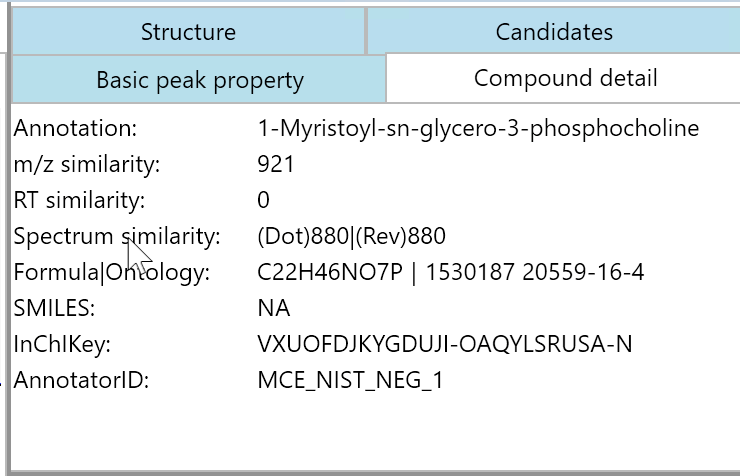 Structure Candidates
Basic peak property Compound detail
Annotation: 1-Myristoyl-sn-glycero-3-phosphocholine
m/z similarity: 921
RT similarity: 0
Spectrum similarity: (Dot)880|(Rev)880
Formula|Ontology: C22H46NO7P | 1530187 20559-16-4
SMILES: NA
InChIKey: VXUOFDJKYGDUJI-OAQYLSRUSA-N
AnnotatorID: MCE_NIST_NEG_1